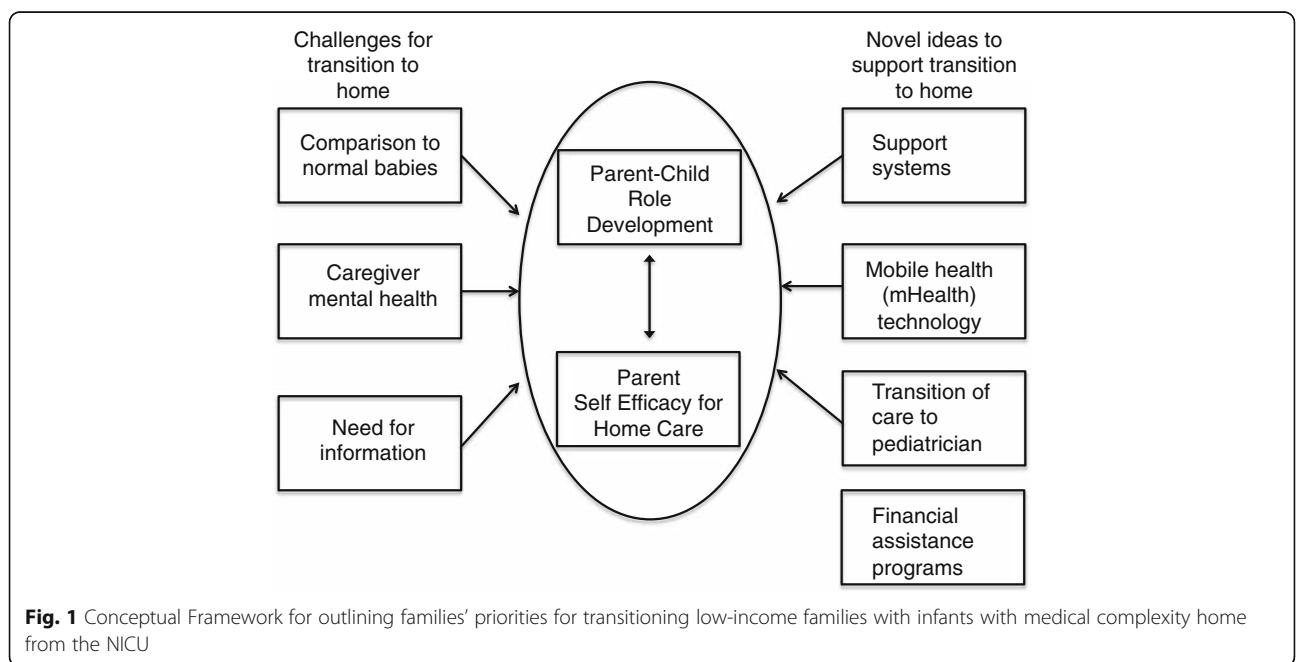 Challenges for
transition to
home
Comparison to
normal babies
Caregiver
mental health
Need for
information
Parent-Child
Role
Development
Parent
Self Efficacy for
Home Care
Novel ideas to
support transition
to home
Support
systems
Mobile health
(mHealth)
technology
Transition of
care to
pediatrician
Financial
assistance
programs
Fig. 1 Conceptual Framework for outlining families’ priorities for transitioning low-income families with infants with medical complexity home
from the NICU